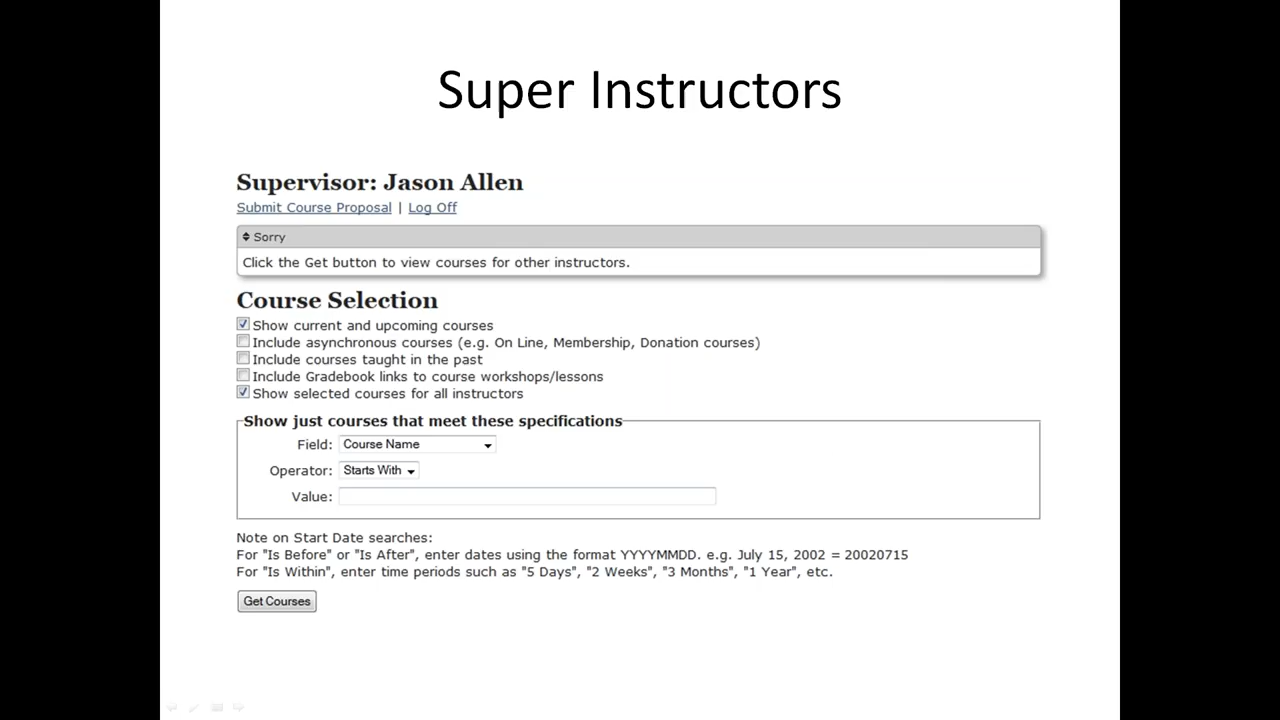 Super Instructors
Supervisor: Jason Allen
Submit Course Proposal | Log Off
Sorry
Click the Get button to view courses for other instructors.
Course Selection
Show current and upcoming courses
Include asynchronous courses (e.g. On Line, Membership, Donation courses)
Include courses taught in the past
Include Gradebook links to course workshops/lessons
Show selected courses for all instructors
Show just courses that meet these specifications
Field: Course Name
Operator: Starts With
Value:
Note on Start Date searches:
For "Is Before" or "Is After", enter dates using the format YYYYMMDD. e.g. July 15, 2002 = 20020715
For "Is Within", enter time periods such as "5 Days", "2 Weeks", "3 Months", "1 Year", etc.
Get Courses